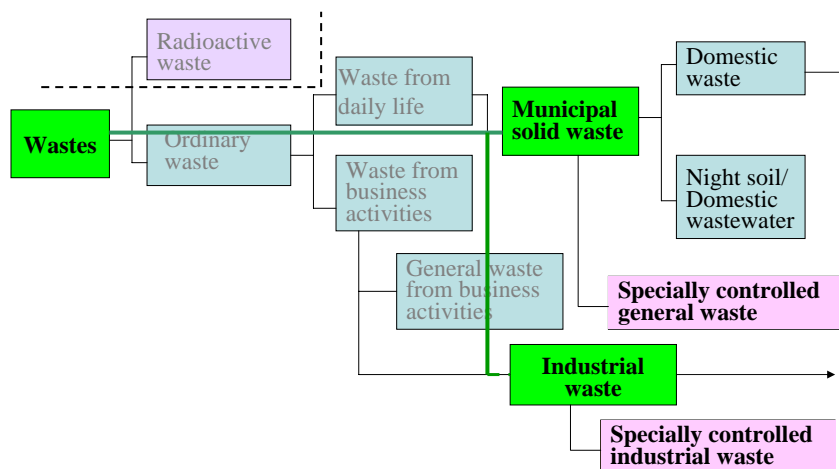 Radioactive
waste
Wastes
Ordinary
waste
Waste from
daily life
Waste from
business
activities
General waste
from business
activities
Municipal
solid waste
Domestic
waste
Night soil/
Domestic
wastewater
Specially controlled
general waste
Industrial
waste
Specially controlled
industrial waste